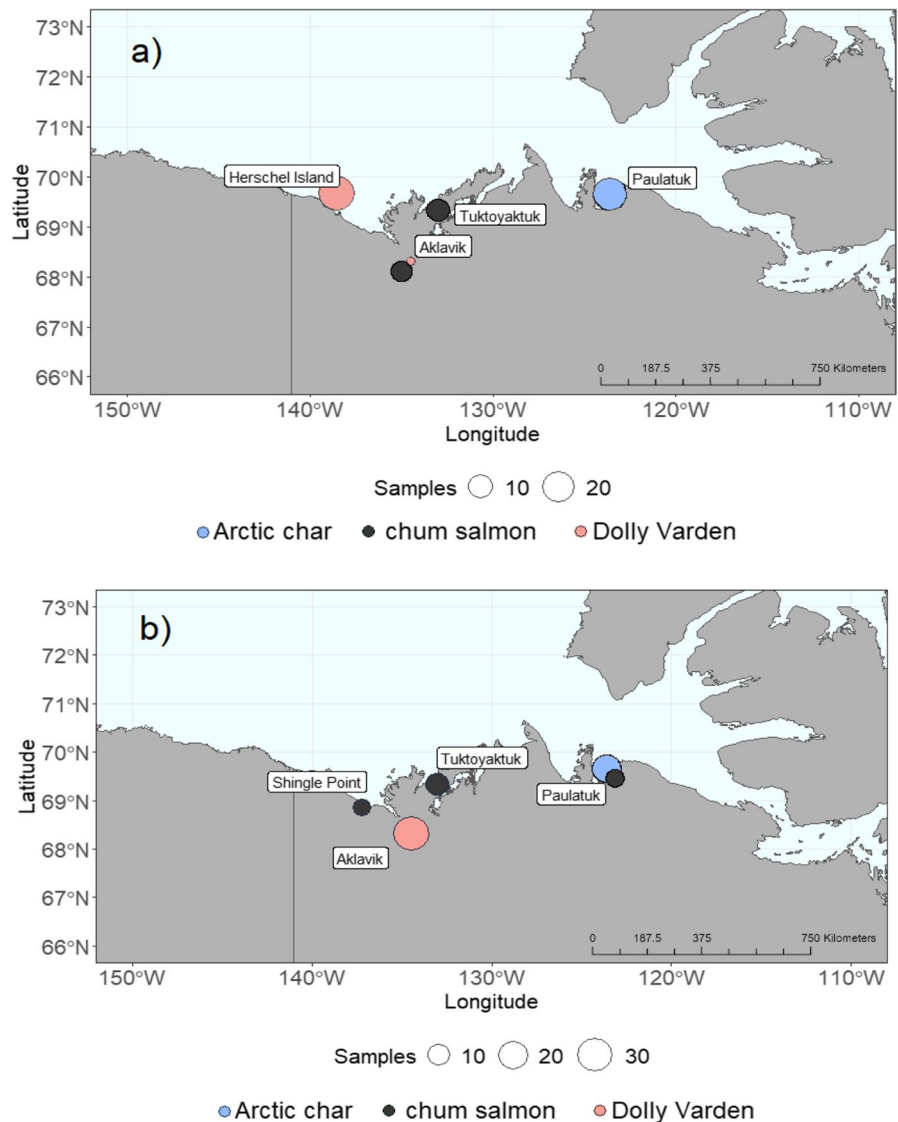 a)
73°N
72°N
71°N
70°N
69°N
68°N
67°N
66°N
Latitude
Herschel Island
Paulatuk
Tuktoyaktuk
Aklavik
0 187.5 375 750 Kilometers
150°W 140°W 130°W 120°W 110°W
Longitude
Samples 10 20
Arctic char chum salmon Dolly Varden
b)
73°N
72°N
71°N
70°N
69°N
68°N
67°N
66°N
Latitude
Tuktoyaktuk
Shingle Point
Paulatuk
Aklavik
0 187.5 375 750 Kilometers
150°W 140°W 130°W 120°W 110°W
Longitude
Samples 10 20 30
Arctic char chum salmon Dolly Varden